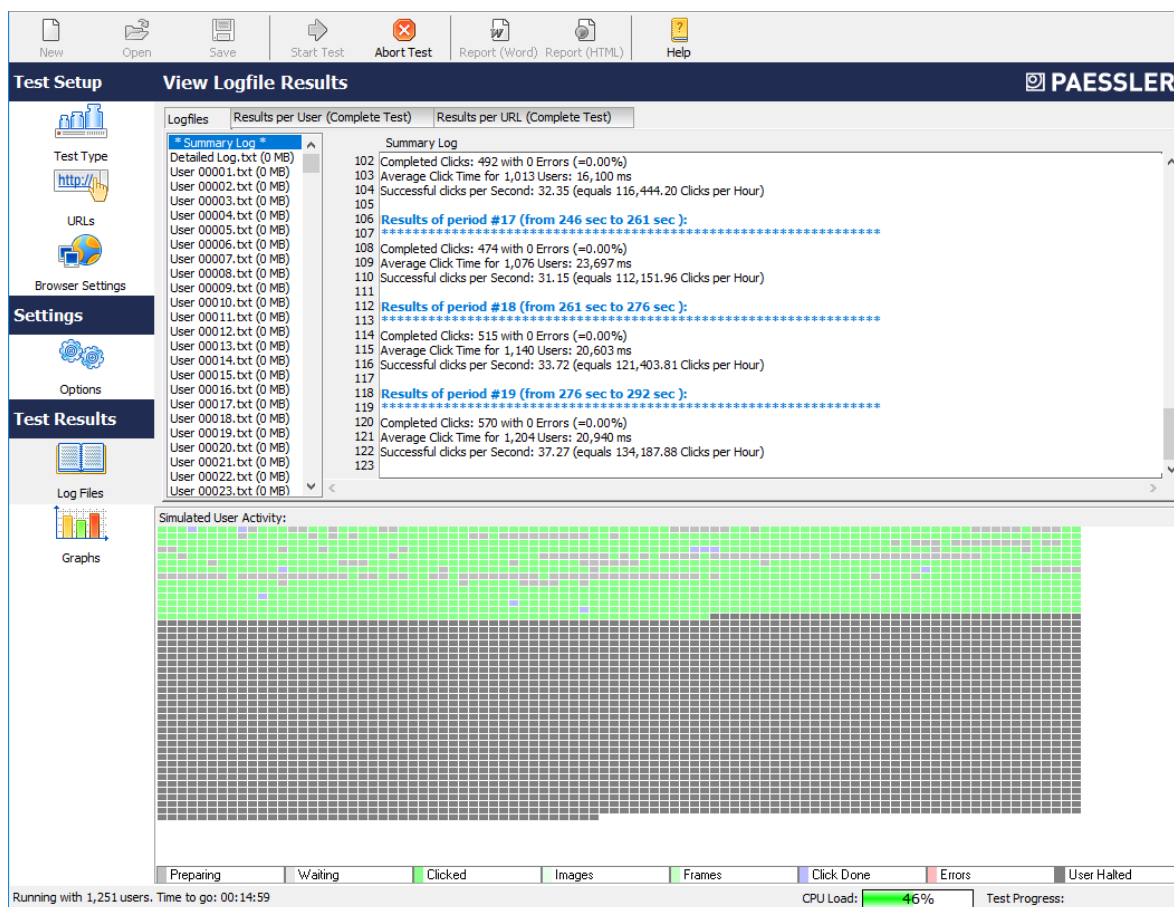 New Open Save Start Test Abort Test Report (Word) Report (HTML) Help
Test Setup
View Logfile Results
PAESSLER
Test Type
http://
URLs
Browser Settings
Settings
Options
Test Results
Log Files
Graphs
Logfiles Results per User (Complete Test) Results per URL (Complete Test)
* Summary Log *
Detailed Log.txt (0 MB)
User 00001.txt (0 MB)
User 00002.txt (0 MB)
User 00003.txt (0 MB)
User 00004.txt (0 MB)
User 00005.txt (0 MB)
User 00006.txt (0 MB)
User 00007.txt (0 MB)
User 00008.txt (0 MB)
User 00009.txt (0 MB)
User 00010.txt (0 MB)
User 00011.txt (0 MB)
User 00012.txt (0 MB)
User 00013.txt (0 MB)
User 00014.txt (0 MB)
User 00015.txt (0 MB)
User 00016.txt (0 MB)
User 00017.txt (0 MB)
User 00018.txt (0 MB)
User 00019.txt (0 MB)
User 00020.txt (0 MB)
User 00021.txt (0 MB)
User 00022.txt (0 MB)
User 00023.txt (0 MB)
Summary Log
102 Completed Clicks: 492 with 0 Errors (=0.00%)
103 Average Click Time for 1,013 Users: 16,100 ms
104 Successful clicks per Second: 32.35 (equals 116,444.20 Clicks per Hour)
105
106 Results of period #17 (from 246 sec to 261 sec ):
107 *****************************************************************
108 Completed Clicks: 474 with 0 Errors (=0.00%)
109 Average Click Time for 1,076 Users: 23,697 ms
110 Successful clicks per Second: 31.15 (equals 112,151.96 Clicks per Hour)
111
112 Results of period #18 (from 261 sec to 276 sec ):
113 *****************************************************************
114 Completed Clicks: 515 with 0 Errors (=0.00%)
115 Average Click Time for 1,140 Users: 20,603 ms
116 Successful clicks per Second: 33.72 (equals 121,403.81 Clicks per Hour)
117
118 Results of period #19 (from 276 sec to 292 sec ):
119 *****************************************************************
120 Completed Clicks: 570 with 0 Errors (=0.00%)
121 Average Click Time for 1,204 Users: 20,940 ms
122 Successful clicks per Second: 37.27 (equals 134,187.88 Clicks per Hour)
123
Simulated User Activity:
Preparing Waiting Clicked Images Frames Click Done Errors User Halted
Running with 1,251 users. Time to go: 00:14:59
CPU Load: 46% Test Progress: